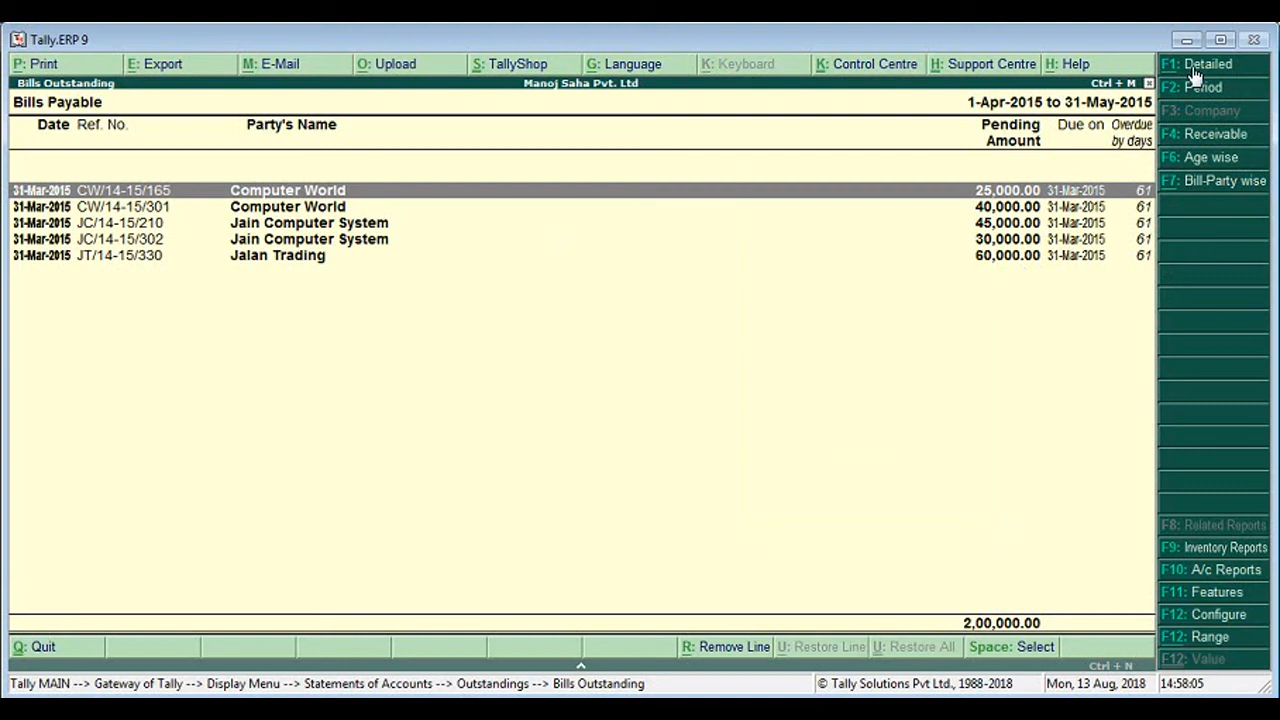 Tally.ERP 9
P: Print E: Export M: E-Mail O: Upload S: TallyShop G: Language K: Keyboard K: Control Centre H: Support Centre H: Help
Bills Outstanding Manoj Saha Pvt. Ltd Ctrl + M
Bills Payable 1-Apr-2015 to 31-May-2015
Date Ref. No. Party's Name Pending Amount Due on Overdue by days
31-Mar-2015 CW/14-15/165 Computer World 25,000.00 31-Mar-2015 61
31-Mar-2015 CW/14-15/301 Computer World 40,000.00 31-Mar-2015 61
31-Mar-2015 JC/14-15/210 Jain Computer System 45,000.00 31-Mar-2015 61
31-Mar-2015 JC/14-15/302 Jain Computer System 30,000.00 31-Mar-2015 61
31-Mar-2015 JT/14-15/330 Jalan Trading 60,000.00 31-Mar-2015 61
2,00,000.00
Q: Quit R: Remove Line U: Restore Line U: Restore All Space: Select
Ctrl + N
F1: Detailed
F2: Period
F3: Company
F4: Receivable
F6: Age wise
F7: Bill-Party wise
F8: Related Reports
F9: Inventory Reports
F10: A/c Reports
F11: Features
F12: Configure
F12: Range
F12: Value
Tally MAIN --> Gateway of Tally --> Display Menu --> Statements of Accounts --> Outstandings --> Bills Outstanding © Tally Solutions Pvt Ltd., 1988-2018 Mon, 13 Aug, 2018 14:58:05